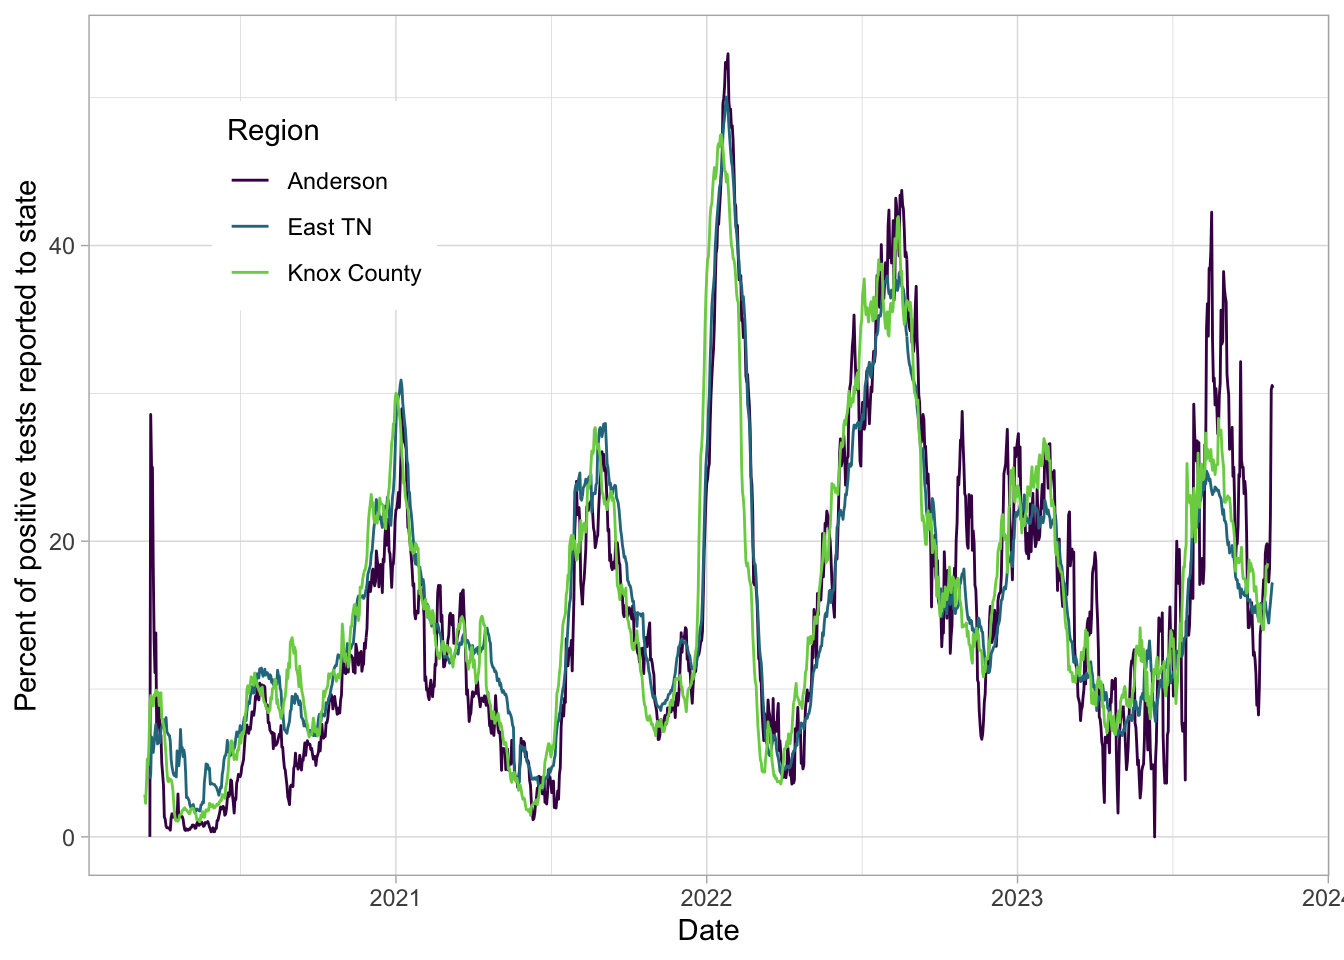 Region
Anderson
East TN
Knox County
Percent of positive tests reported to state
40
20
0
2021
2022
2023
2024
Date